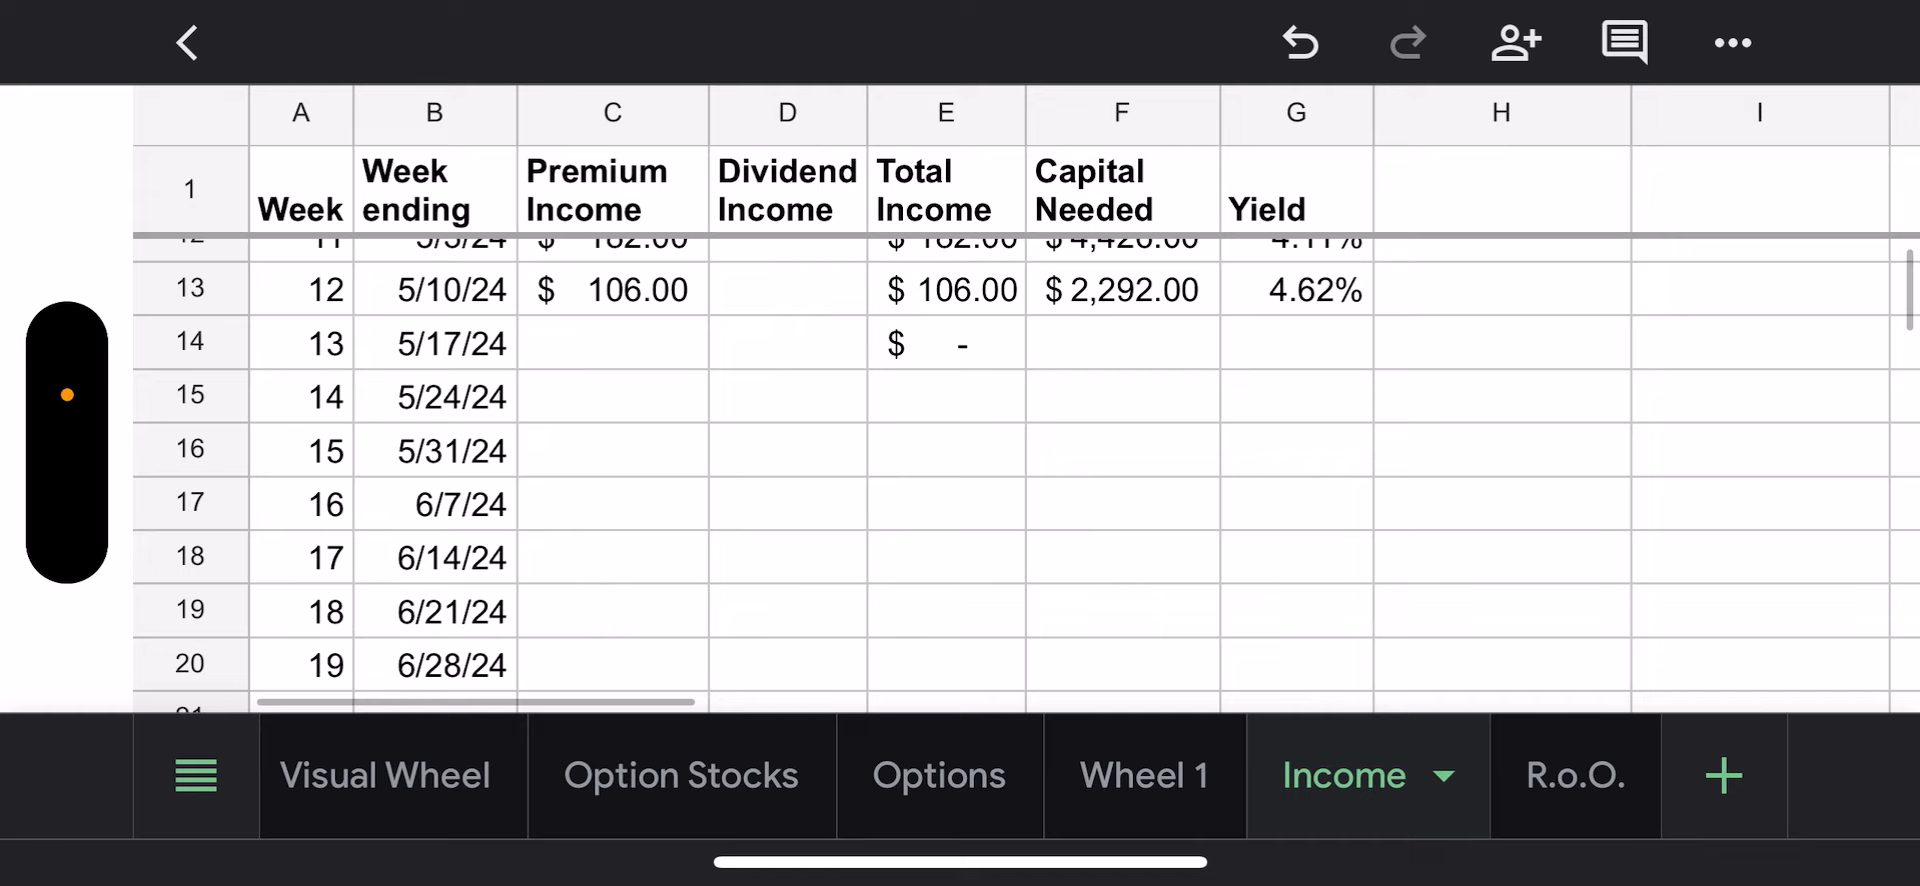 A B C D E F G H I
1 Week Week ending Premium Income Dividend Income Total Income Capital Needed Yield
13 12 5/10/24 $ 106.00 $ 106.00 $ 2,292.00 4.62%
14 13 5/17/24 $ -
15 14 5/24/24
16 15 5/31/24
17 16 6/7/24
18 17 6/14/24
19 18 6/21/24
20 19 6/28/24
Visual Wheel Option Stocks Options Wheel 1 Income R.o.O.